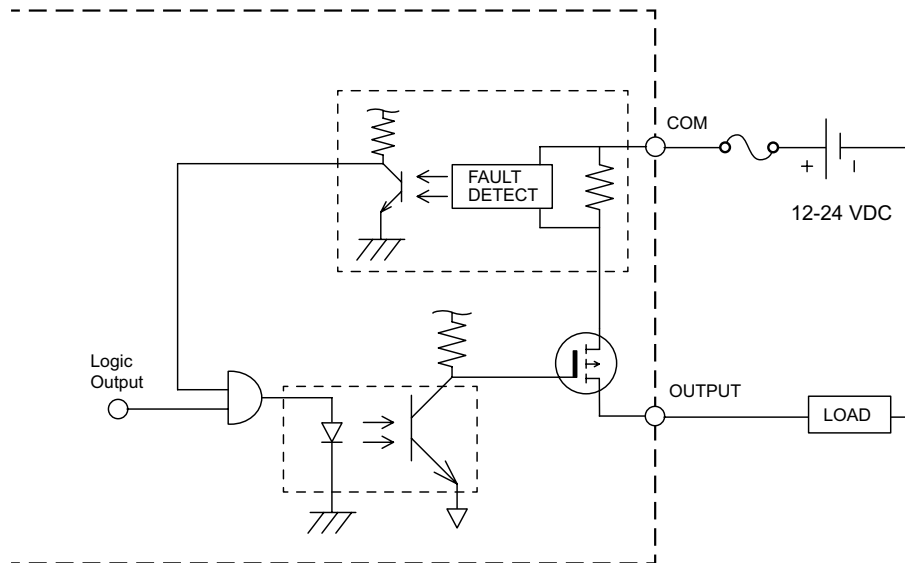 COM
FAULT
DETECT
+
12-24 VDC
Logic
Output
OUTPUT
LOAD